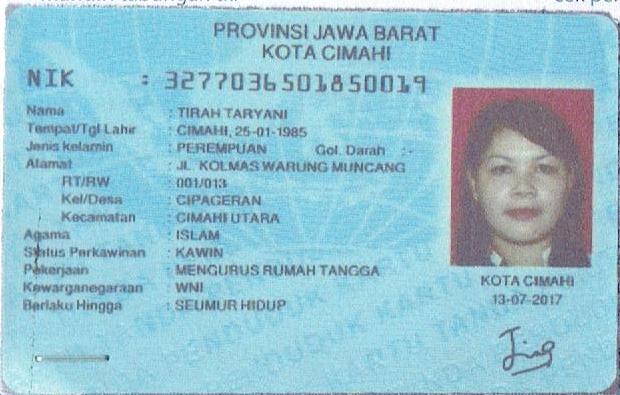 PROVINSI JAWA BARAT
KOTA CIMAHI
NIK : 3277036501850019
Nama : TIRAH TARYANI
Tempat/Tgl Lahir : CIMAHI, 25-01-1985
Jenis kelamin : PEREMPUAN Gol. Darah :-
Alamat : JL. KOLMAS WARUNG MUNCANG
RT/RW : 001/013
Kel/Desa : CIPAGERAN
Kecamatan : CIMAHI UTARA
Agama : ISLAM
Status Perkawinan : KAWIN
Pekerjaan : MENGURUS RUMAH TANGGA
Kewarganegaraan : WNI
Berlaku Hingga : SEUMUR HIDUP
KOTA CIMAHI
13-07-2017